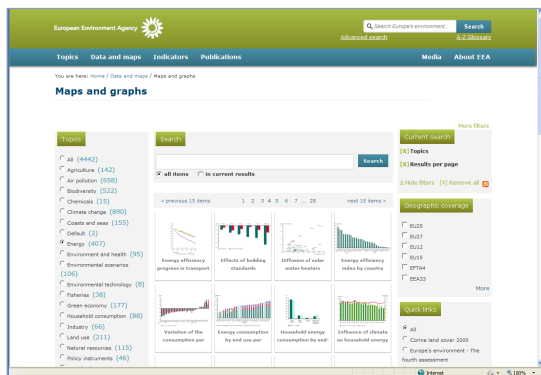 European Environment Agency
Search Europe's environment...
Search
Advanced search
A-Z Glossary
Topics
Data and maps
Indicators
Publications
Media
About EEA
You are here: Home / Data and maps / Maps and graphs
Maps and graphs
More filters
Topics
All (4442)
Agriculture (142)
Air pollution (658)
Biodiversity (522)
Chemicals (15)
Climate change (890)
Coasts and seas (155)
Default (2)
Energy (407)
Environment and health (95)
Environmental scenarios
(106)
Environmental technology (8)
Fisheries (38)
Green economy (177)
Household consumption (88)
Industry (66)
Land use (211)
Natural resources (115)
Policy instruments (46)
Search
Search
all items
in current results
« previous 15 items
1 2 3 4 5 6 7 ... 28
next 15 items »
Energy efficiency
progress in transport
Effects of building
standards
Diffusion of solar
water heaters
Energy efficiency
index by country
Variation of the
consumption per
Energy consumption
by end use per
Household energy
consumption by end-
Influence of climate
on household energy
Current search
[X] Topics
[X] Results per page
Hide filters
[X] Remove all
Geographic coverage
EU25
EU27
EU12
EU15
EFTA4
EEA33
More
Quick links
All
Corine land cover 2000
Europe's environment - The
fourth assessment
Internet
100%